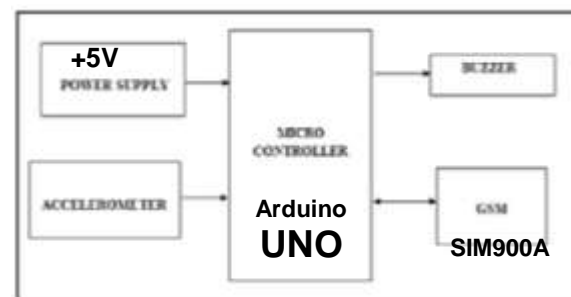 +5V
POWER SUPPLY
ACCELEROMETER
MICRO
CONTROLLER
Arduino
UNO
BUZZER
GSM
SIM900A